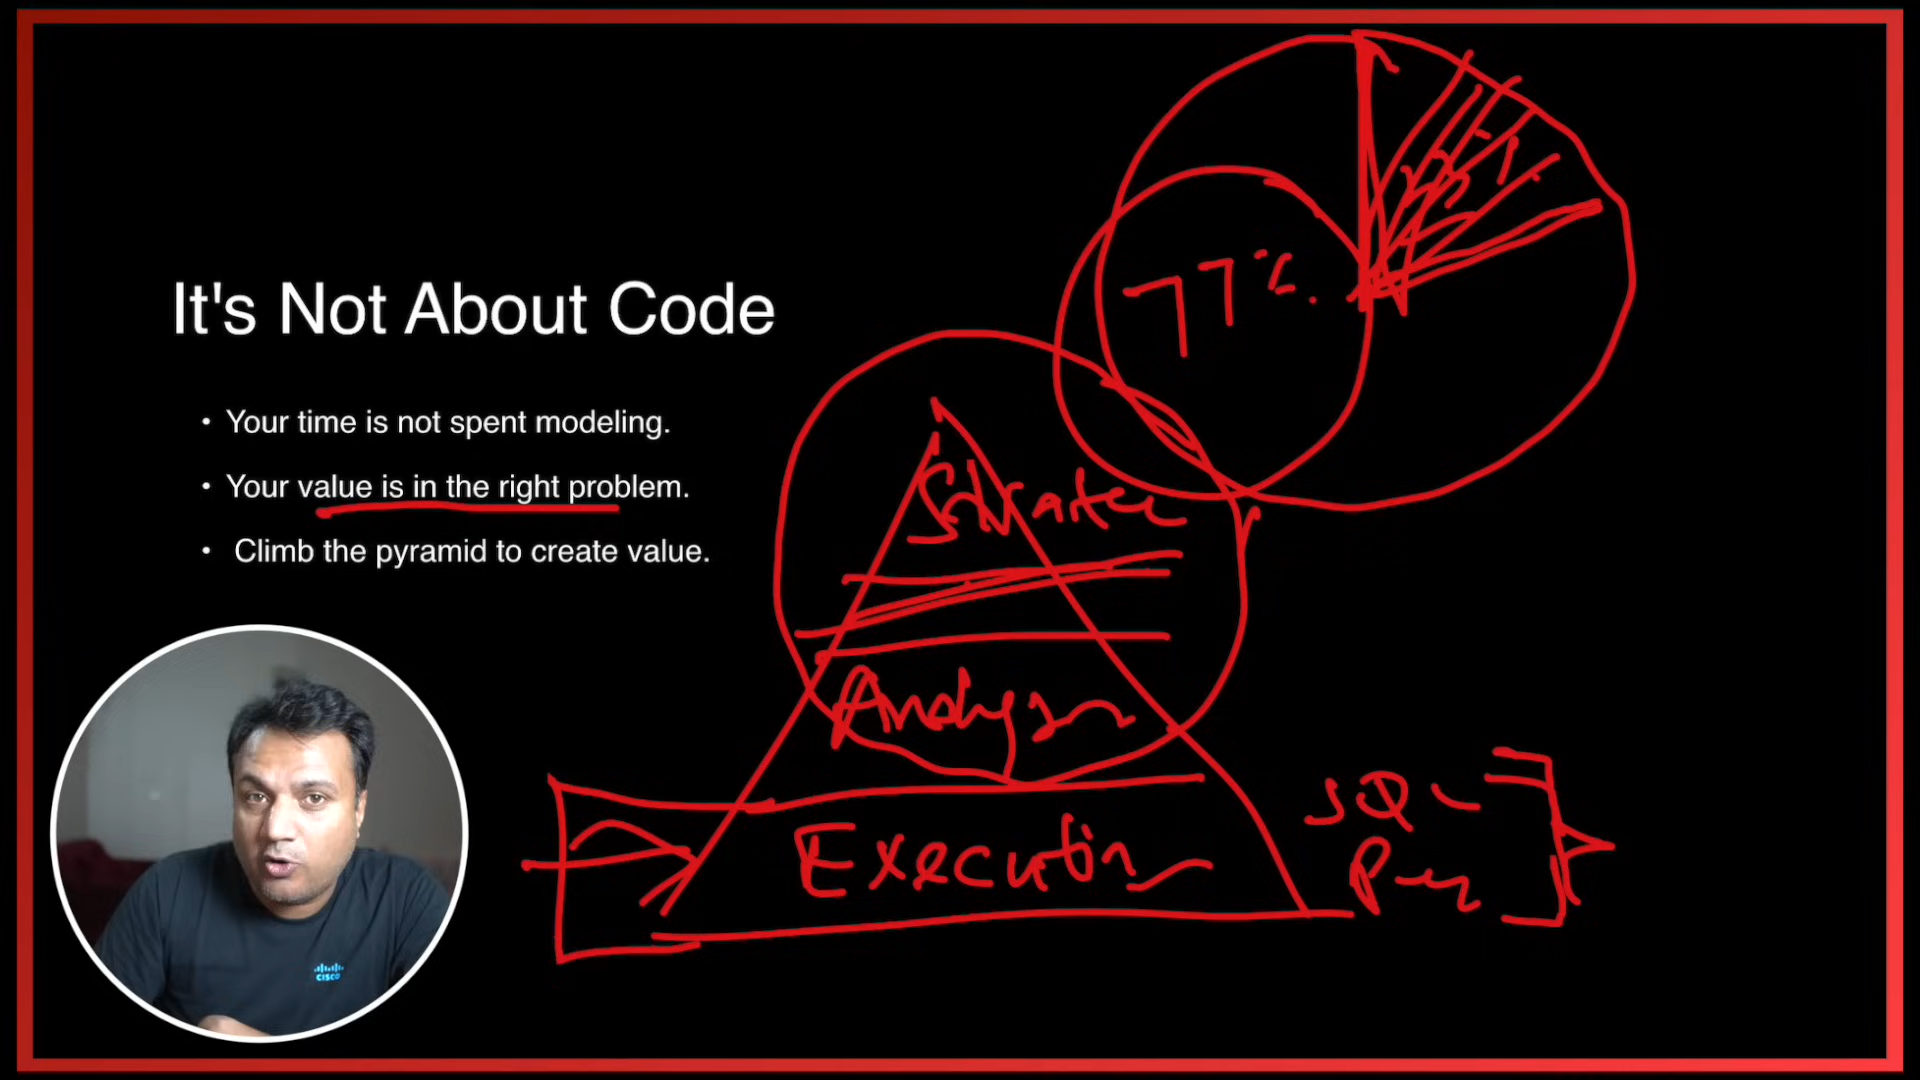 It's Not About Code
• Your time is not spent modeling.
• Your value is in the right problem.
• Climb the pyramid to create value.
77%.
Execution
cisco